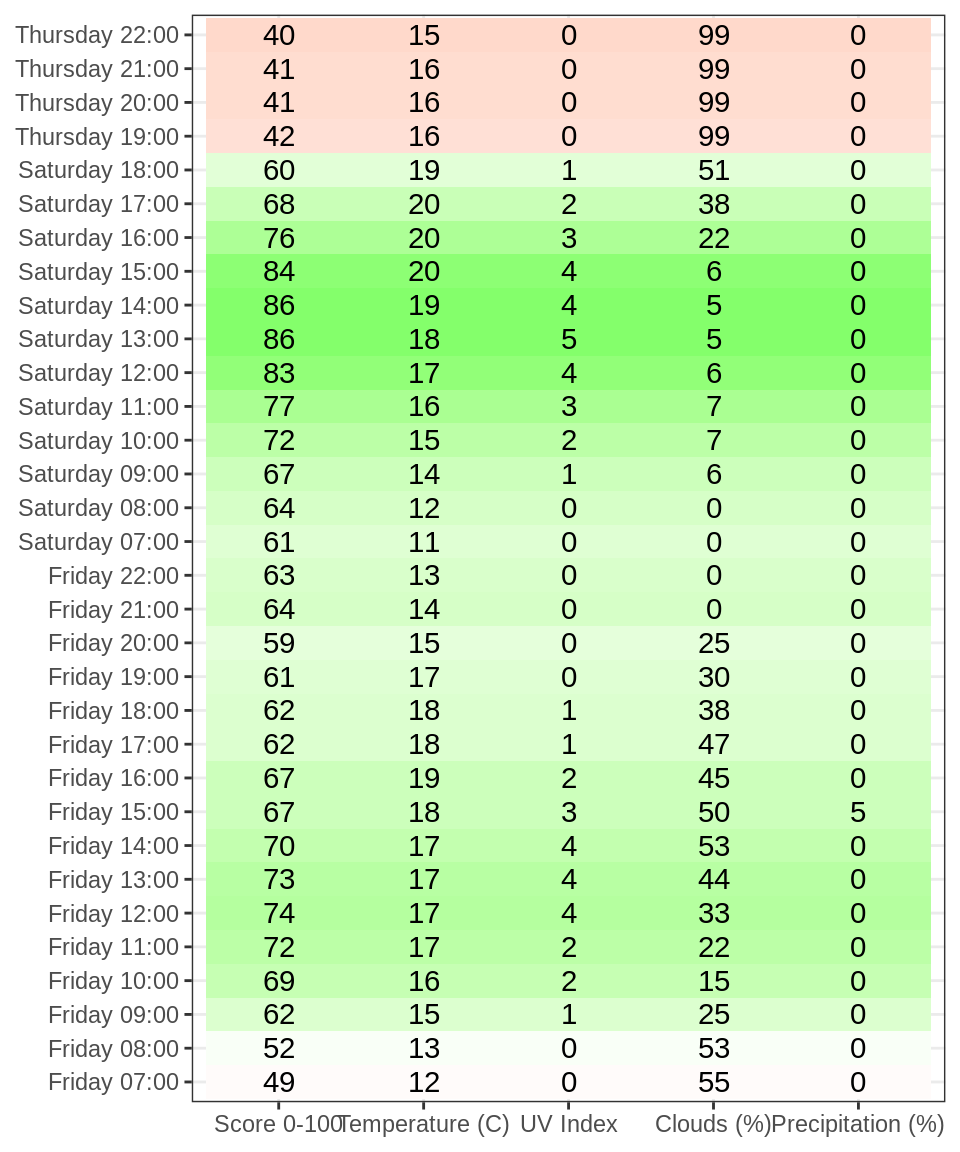 Thursday 22:00 40 15 0 99 0
Thursday 21:00 41 16 0 99 0
Thursday 20:00 41 16 0 99 0
Thursday 19:00 42 16 0 99 0
Saturday 18:00 60 19 1 51 0
Saturday 17:00 68 20 2 38 0
Saturday 16:00 76 20 3 22 0
Saturday 15:00 84 20 4 6 0
Saturday 14:00 86 19 4 5 0
Saturday 13:00 86 18 5 5 0
Saturday 12:00 83 17 4 6 0
Saturday 11:00 77 16 3 7 0
Saturday 10:00 72 15 2 7 0
Saturday 09:00 67 14 1 6 0
Saturday 08:00 64 12 0 0 0
Saturday 07:00 61 11 0 0 0
Friday 22:00 63 13 0 0 0
Friday 21:00 64 14 0 0 0
Friday 20:00 59 15 0 25 0
Friday 19:00 61 17 0 30 0
Friday 18:00 62 18 1 38 0
Friday 17:00 62 18 1 47 0
Friday 16:00 67 19 2 45 0
Friday 15:00 67 18 3 50 5
Friday 14:00 70 17 4 53 0
Friday 13:00 73 17 4 44 0
Friday 12:00 74 17 4 33 0
Friday 11:00 72 17 2 22 0
Friday 10:00 69 16 2 15 0
Friday 09:00 62 15 1 25 0
Friday 08:00 52 13 0 53 0
Friday 07:00 49 12 0 55 0
Score 0-100 Temperature (C) UV Index Clouds (%) Precipitation (%)